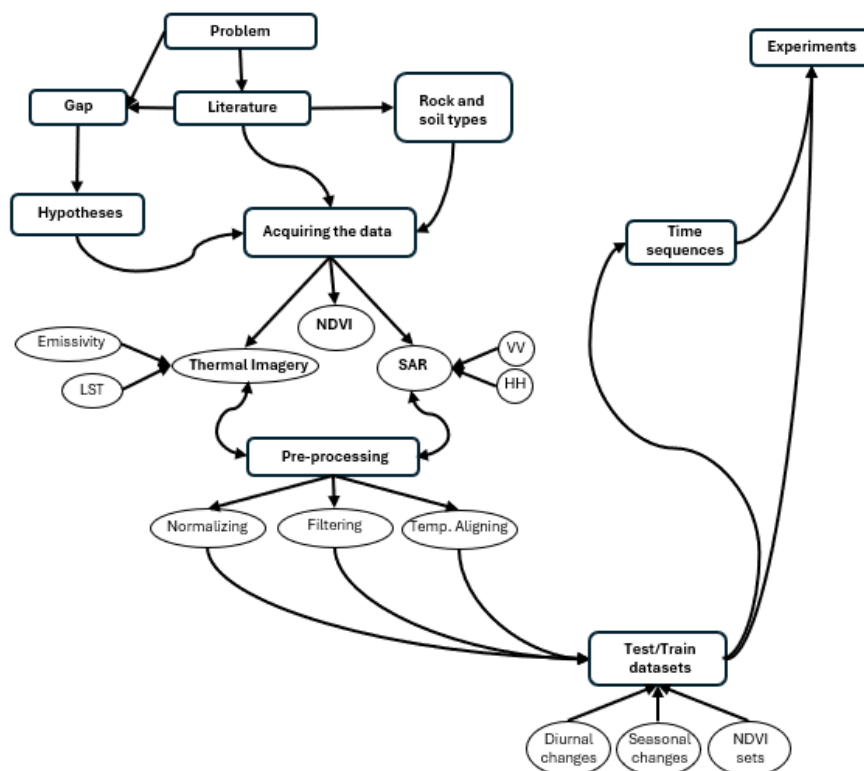 Problem
Experiments
Gap
Literature
Rock and
soil types
Hypotheses
Acquiring the data
Time
sequences
NDVI
Emissivity
Thermal Imagery
SAR
VV
LST
HH
Pre-processing
Normalizing
Filtering
Temp. Aligning
Test/Train
datasets
Diurnal
changes
Seasonal
changes
NDVI
sets